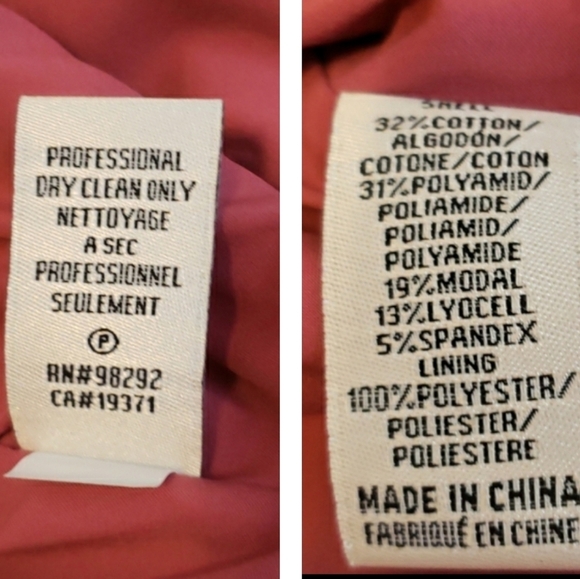 PROFESSIONAL
DRY CLEAN ONLY
NETTOYAGE
A SEC
PROFESSIONNEL
SEULEMENT
P
RN#98292
CA#19371
SHELL
32%COTTON/
ALGODÓN/
COTONE/COTON
31%POLYAMID/
POLIAMIDE/
POLIAMID/
POLYAMIDE
19%MODAL
13%LYOCELL
5%SPANDEX
LINING
100%POLYESTER/
POLIESTER/
POLIESTERE
MADE IN CHINA
FABRIQUÉ EN CHINE